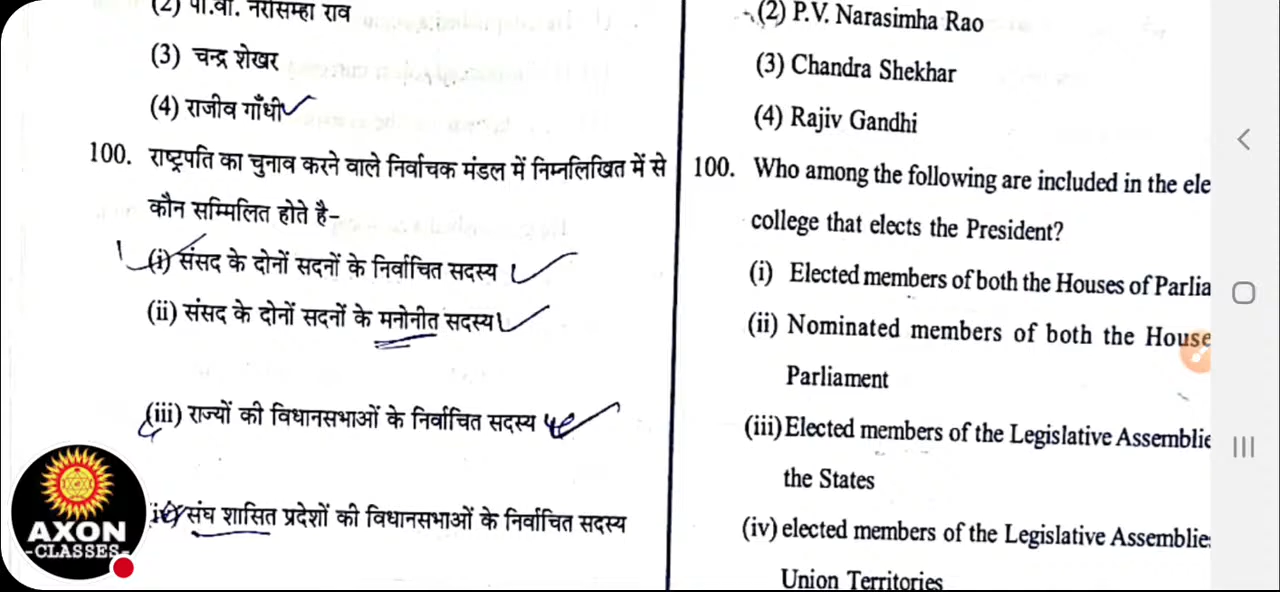 (2) पी.वी. नरसिम्हा राव
(3) चन्द्र शेखर
(4) राजीव गाँधी
100. राष्ट्रपति का चुनाव करने वाले निर्वाचक मंडल में निम्नलिखित में से
कौन सम्मिलित होते है-
(i) संसद के दोनों सदनों के निर्वाचित सदस्य
(ii) संसद के दोनों सदनों के मनोनीत सदस्य
(iii) राज्यों की विधानसभाओं के निर्वाचित सदस्य
संघ शासित प्रदेशों की विधानसभाओं के निर्वाचित सदस्य
(2) P.V. Narasimha Rao
(3) Chandra Shekhar
(4) Rajiv Gandhi
100. Who among the following are included in the ele
college that elects the President?
(i) Elected members of both the Houses of Parlia
(ii) Nominated members of both the House
Parliament
(iii) Elected members of the Legislative Assemblie
the States
(iv) elected members of the Legislative Assemblie
Union Territories
AXON
-CLASSES-